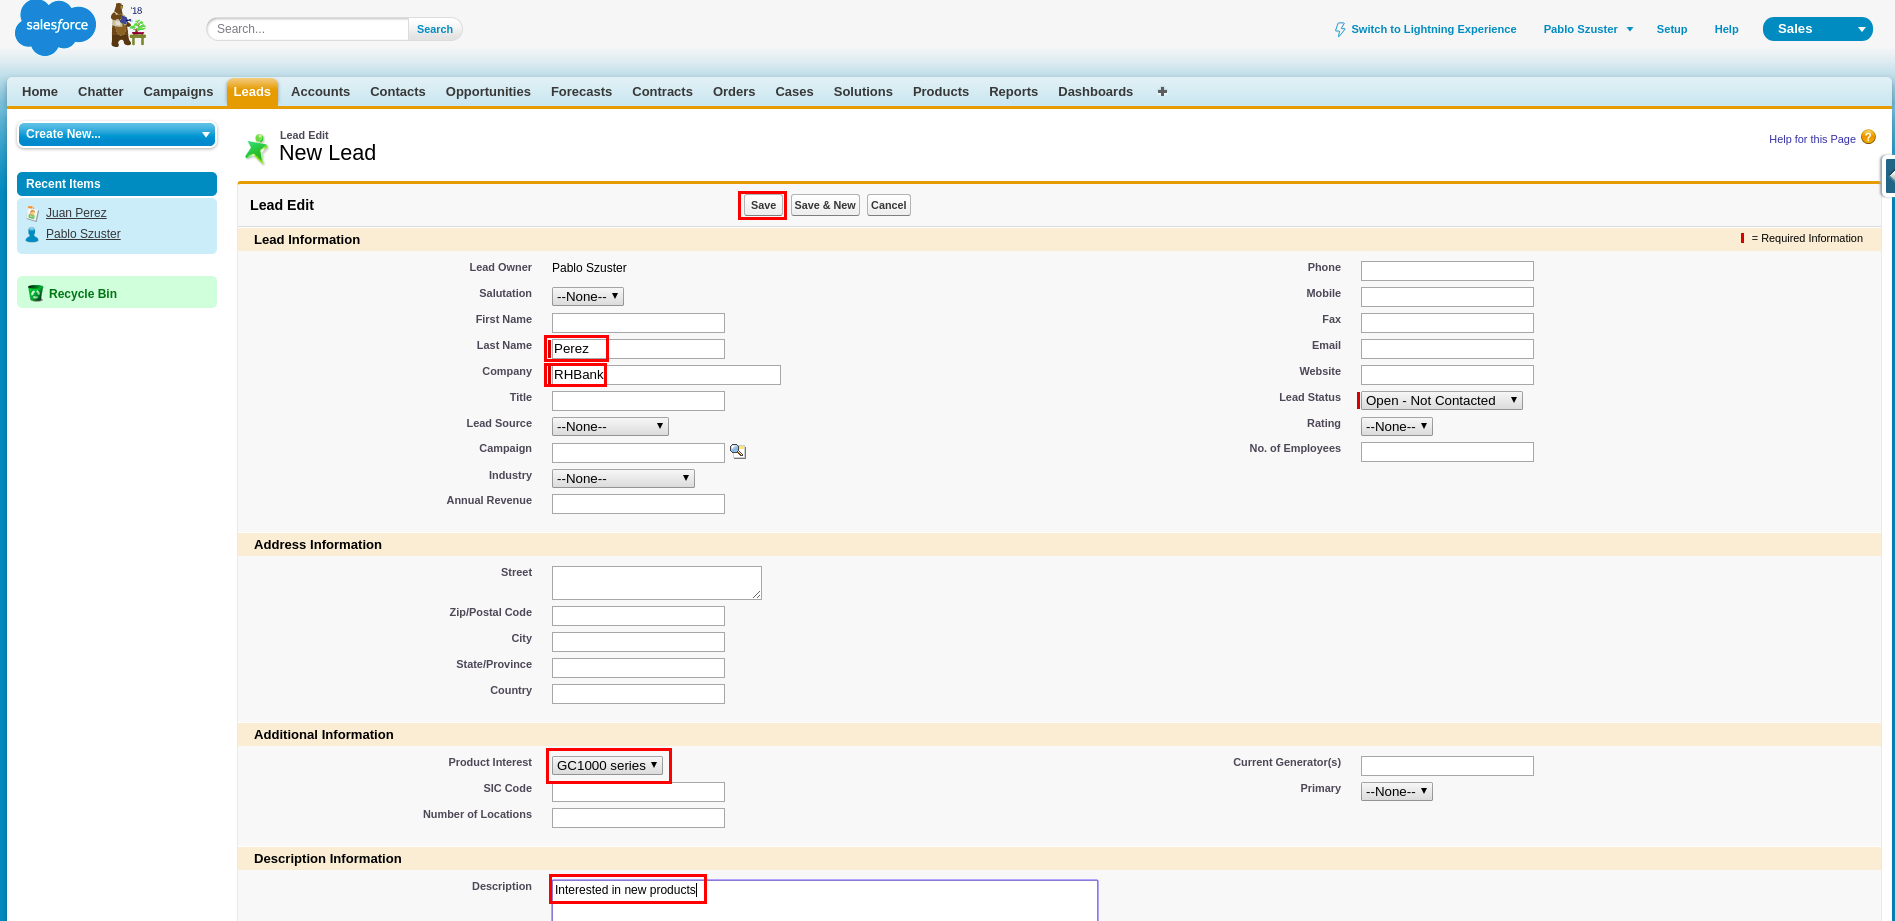 salesforce
'18
Search...
Search
Switch to Lightning Experience
Pablo Szuster
Setup
Help
Sales
Home
Chatter
Campaigns
Leads
Accounts
Contacts
Opportunities
Forecasts
Contracts
Orders
Cases
Solutions
Products
Reports
Dashboards
Create New...
Recent Items
Juan Perez
Pablo Szuster
Recycle Bin
Lead Edit
New Lead
Help for this Page
?
Lead Edit
Save
Save & New
Cancel
Lead Information
= Required Information
Lead Owner
Pablo Szuster
Phone
Salutation
--None--
Mobile
First Name
Fax
Last Name
Perez
Email
Company
RHBank
Website
Title
Lead Status
Open - Not Contacted
Lead Source
--None--
Rating
--None--
Campaign
No. of Employees
Industry
--None--
Annual Revenue
Address Information
Street
Zip/Postal Code
City
State/Province
Country
Additional Information
Product Interest
GC1000 series
Current Generator(s)
SIC Code
Primary
--None--
Number of Locations
Description Information
Description
Interested in new products